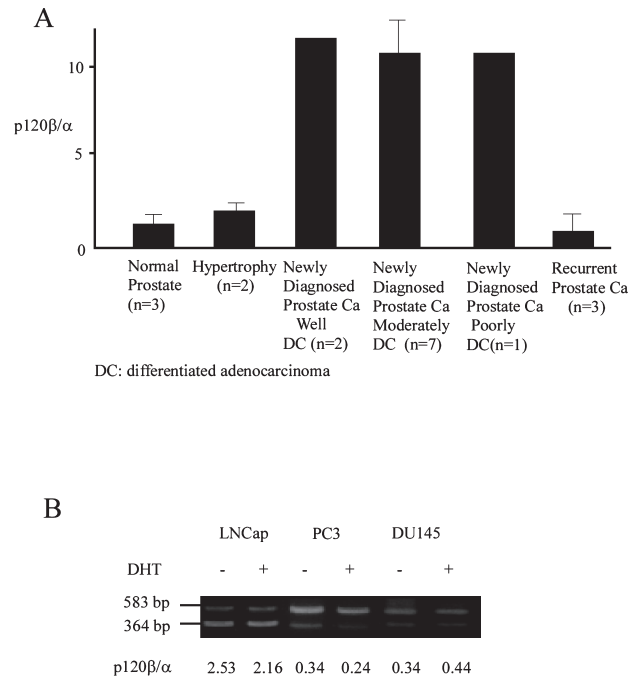 A
10
p120β/α
5
0
Normal Prostate (n=3)
Hypertrophy (n=2)
Newly Diagnosed Prostate Ca Well DC (n=2)
Newly Diagnosed Prostate Ca Moderately DC (n=7)
Newly Diagnosed Prostate Ca Poorly DC(n=1)
Recurrent Prostate Ca (n=3)
DC: differentiated adenocarcinoma
B
LNCap PC3 DU145
DHT - + - + - +
583 bp
364 bp
p120β/α 2.53 2.16 0.34 0.24 0.34 0.44